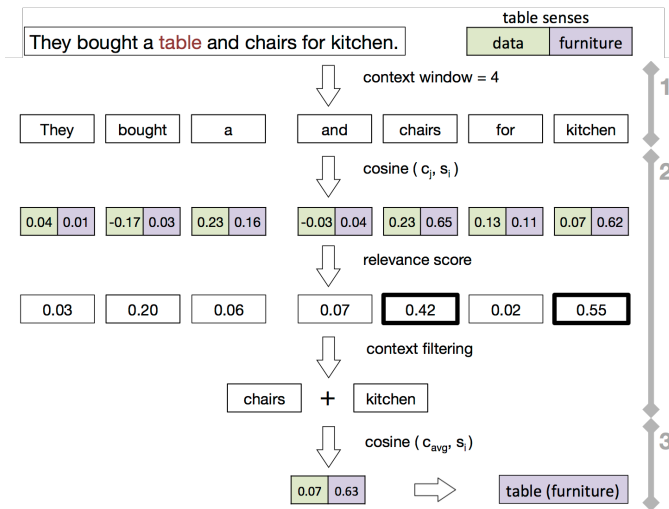 table senses
They bought a table and chairs for kitchen.
data furniture
context window = 4
1
They bought a and chairs for kitchen
cosine ( cj, si )
2
0.04 0.01 -0.17 0.03 0.23 0.16 -0.03 0.04 0.23 0.65 0.13 0.11 0.07 0.62
relevance score
0.03 0.20 0.06 0.07 0.42 0.02 0.55
context filtering
chairs + kitchen
cosine ( cavg, si )
3
0.07 0.63 table (furniture)